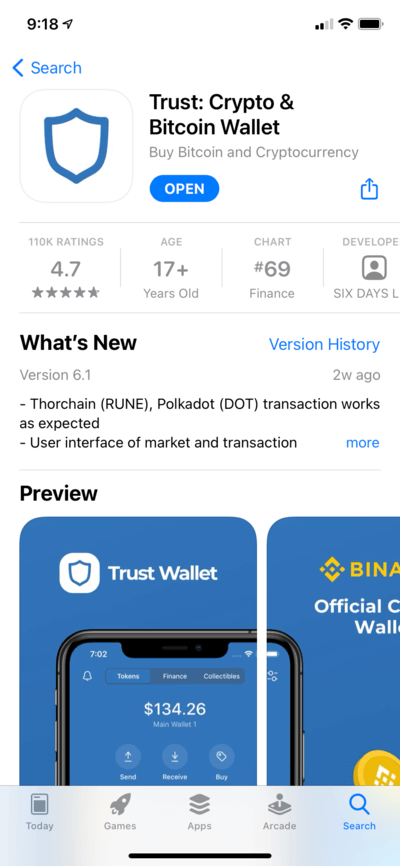 9:18
Search
Trust: Crypto &
Bitcoin Wallet
Buy Bitcoin and Cryptocurrency
OPEN
110K RATINGS
AGE
CHART
DEVELOPE
4.7
17+
#69
Years Old
Finance
SIX DAYS L
What's New
Version History
Version 6.1
2w ago
- Thorchain (RUNE), Polkadot (DOT) transaction works
as expected
- User interface of market and transaction
more
Preview
Trust Wallet
7:02
Tokens
Finance
Collectibles
$134.26
Main Wallet 1
Send
Receive
Buy
BINA
Official C
Walle
Today
Games
Apps
Arcade
Search